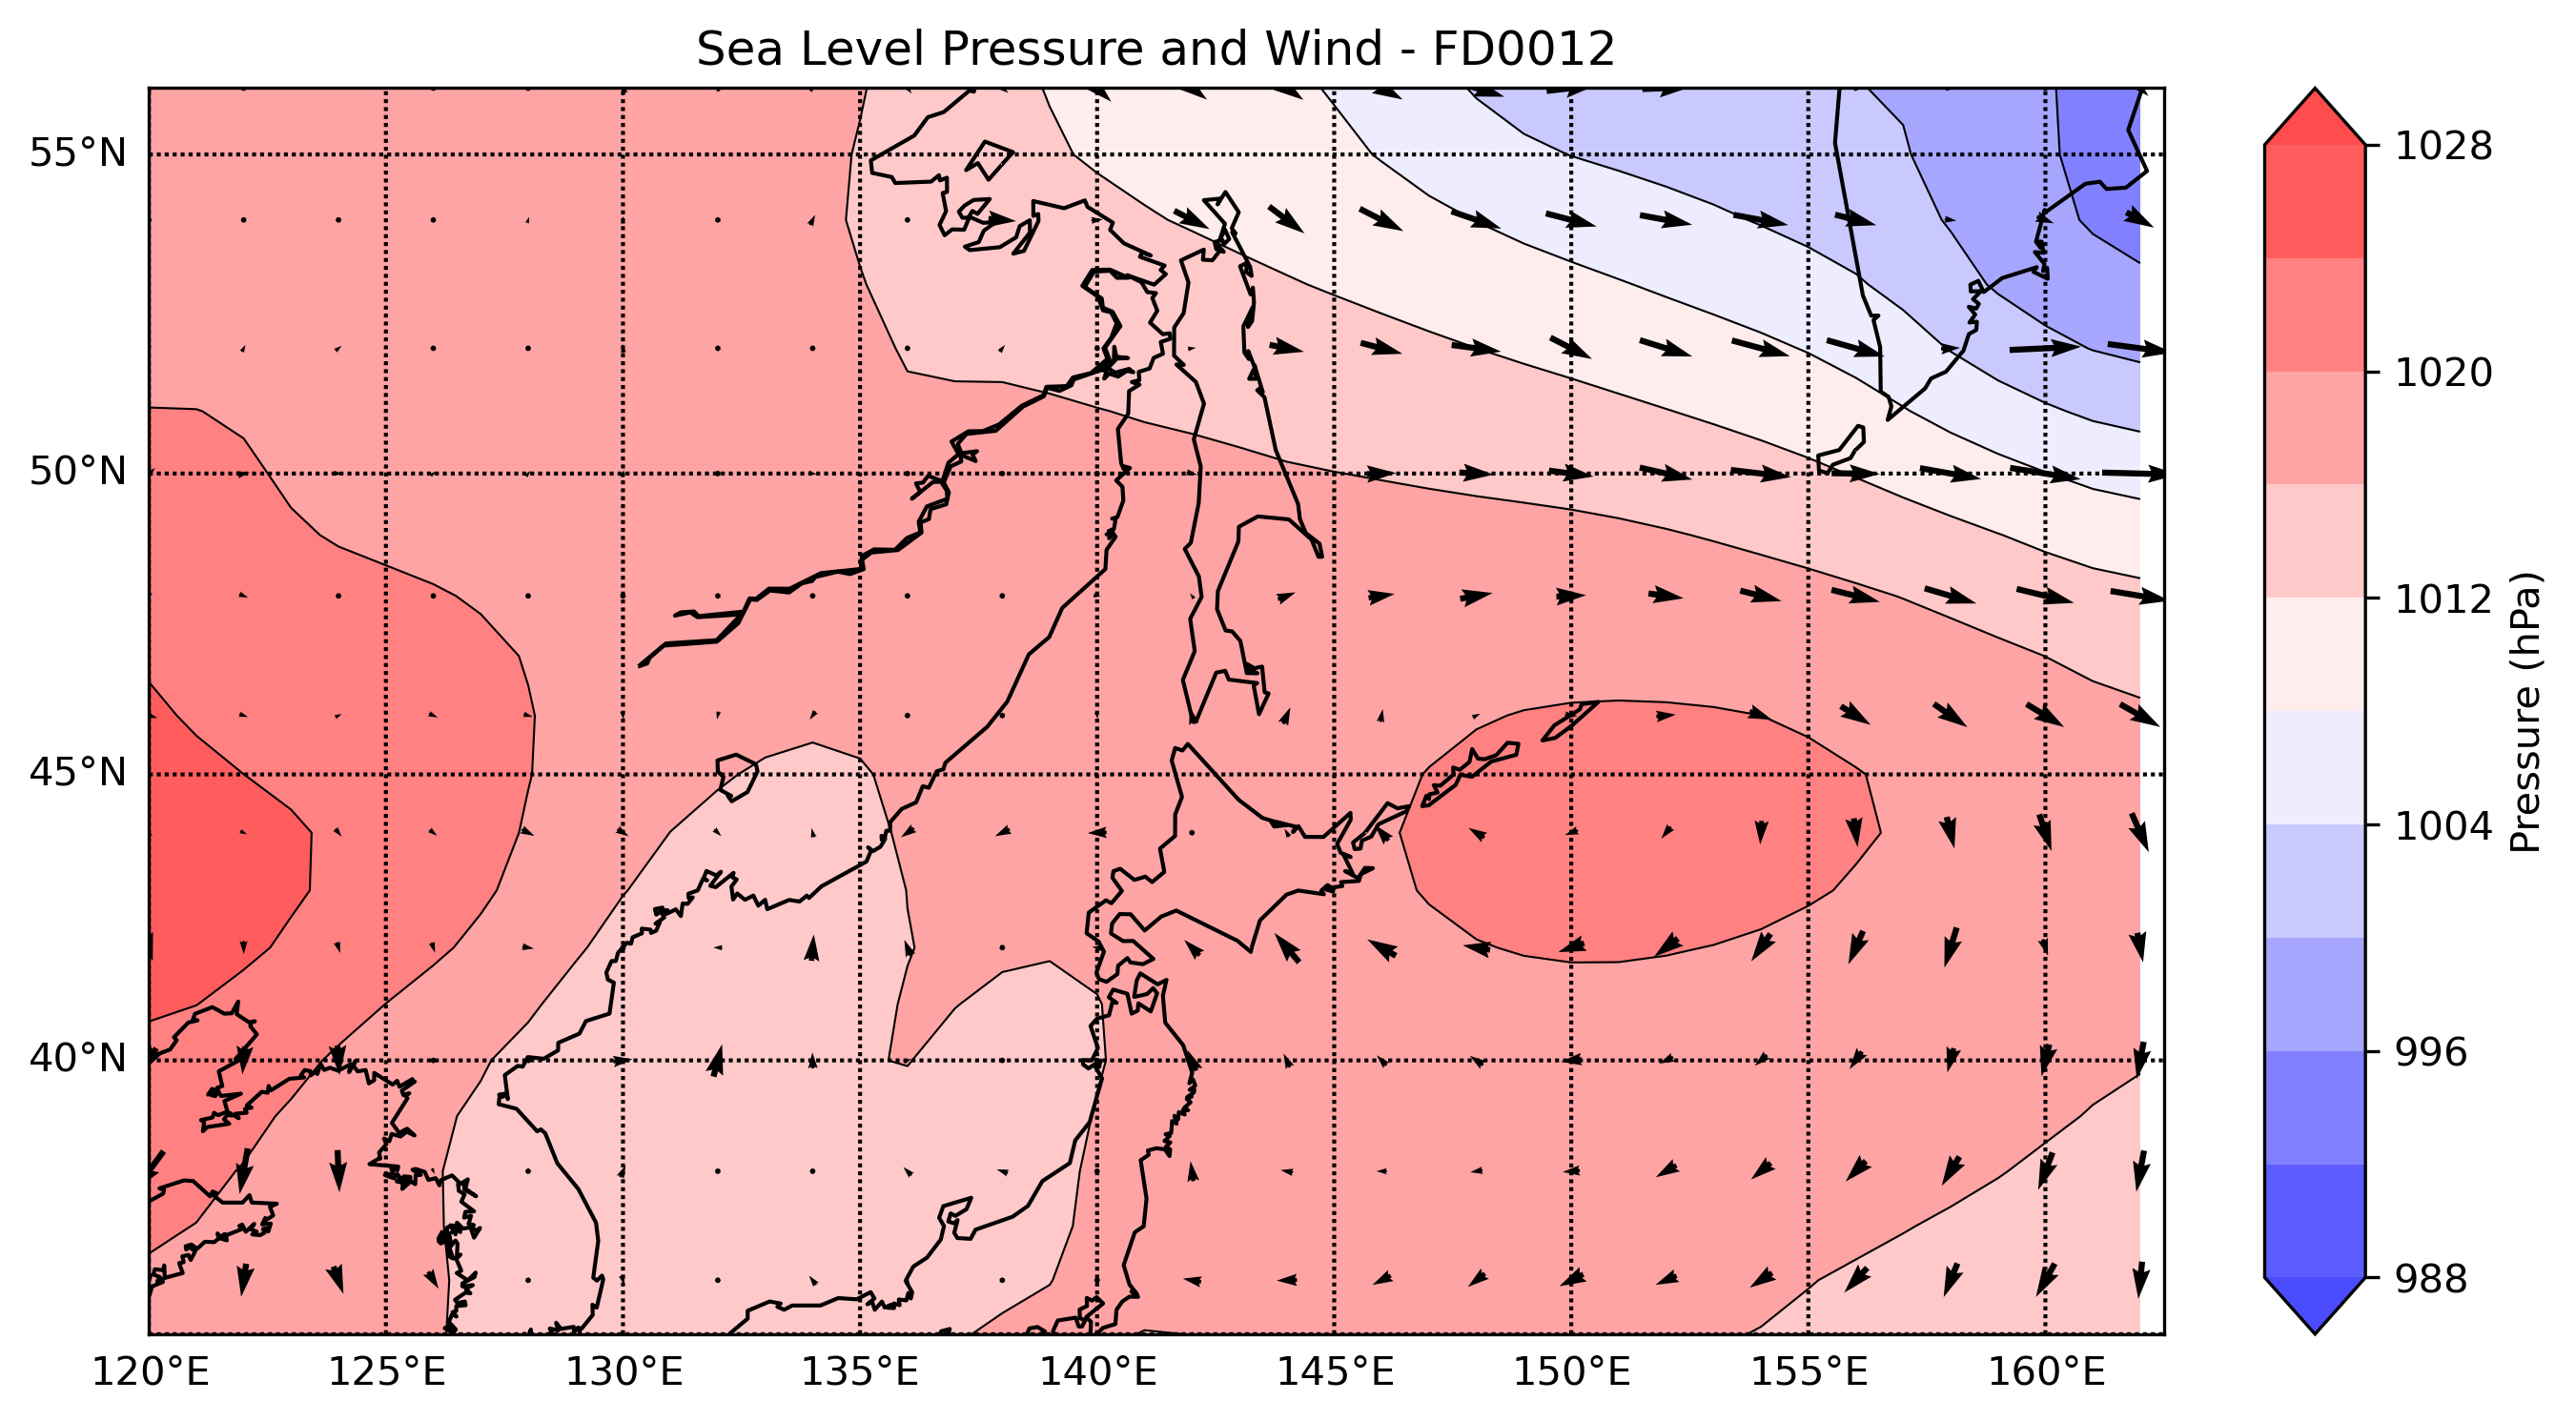 Sea Level Pressure and Wind - FD0012
55°N
50°N
45°N
40°N
120°E 125°E 130°E 135°E 140°E 145°E 150°E 155°E 160°E
1028
1020
1012
1004
996
988
Pressure (hPa)